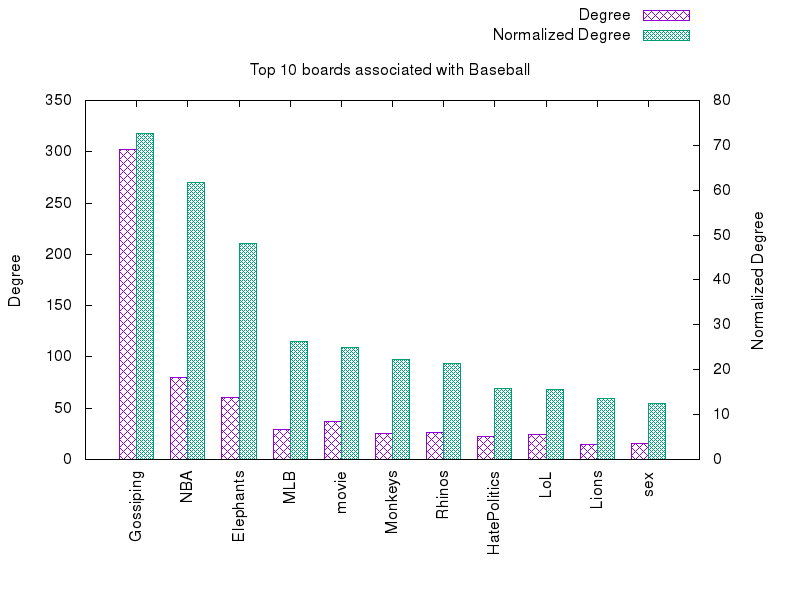 Degree
Normalized Degree
Top 10 boards associated with Baseball
350
300
250
200
150
100
50
0
80
70
60
50
40
30
20
10
0
Degree
Normalized Degree
Gossiping
NBA
Elephants
MLB
movie
Monkeys
Rhinos
HatePolitics
LoL
Lions
sex